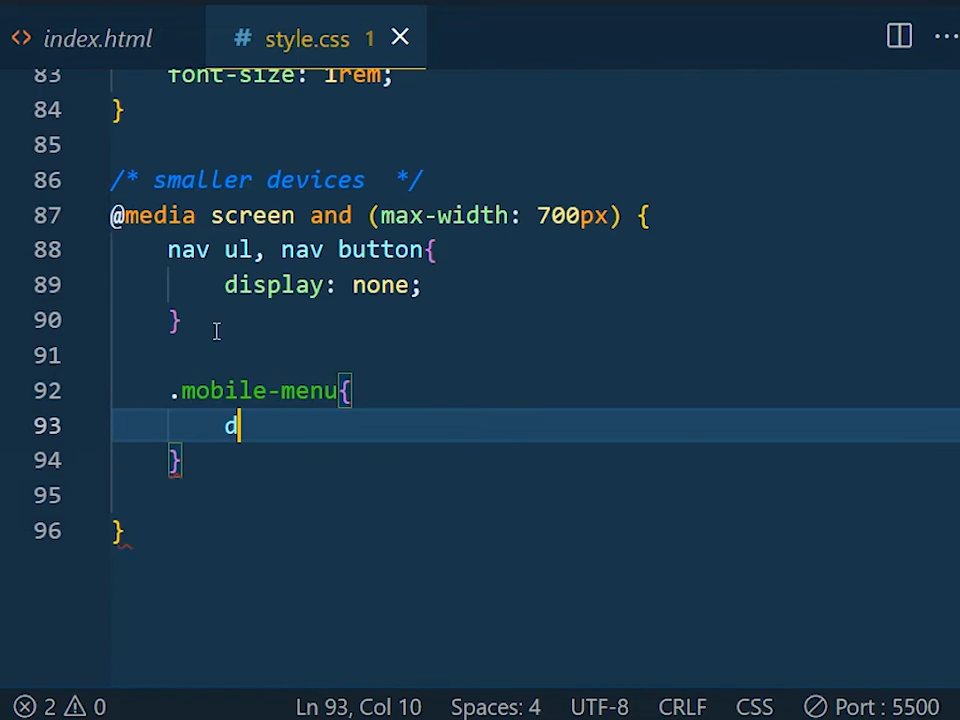 <> index.html # style.css 1 ×
83 font-size: 1rem;
84 }
85
86 /* smaller devices  */
87 @media screen and (max-width: 700px) {
88 nav ul, nav button{
89 display: none;
90 }
91
92 .mobile-menu{
93 d
94 }
95
96 }
2 0 Ln 93, Col 10 Spaces: 4 UTF-8 CRLF CSS Port : 5500